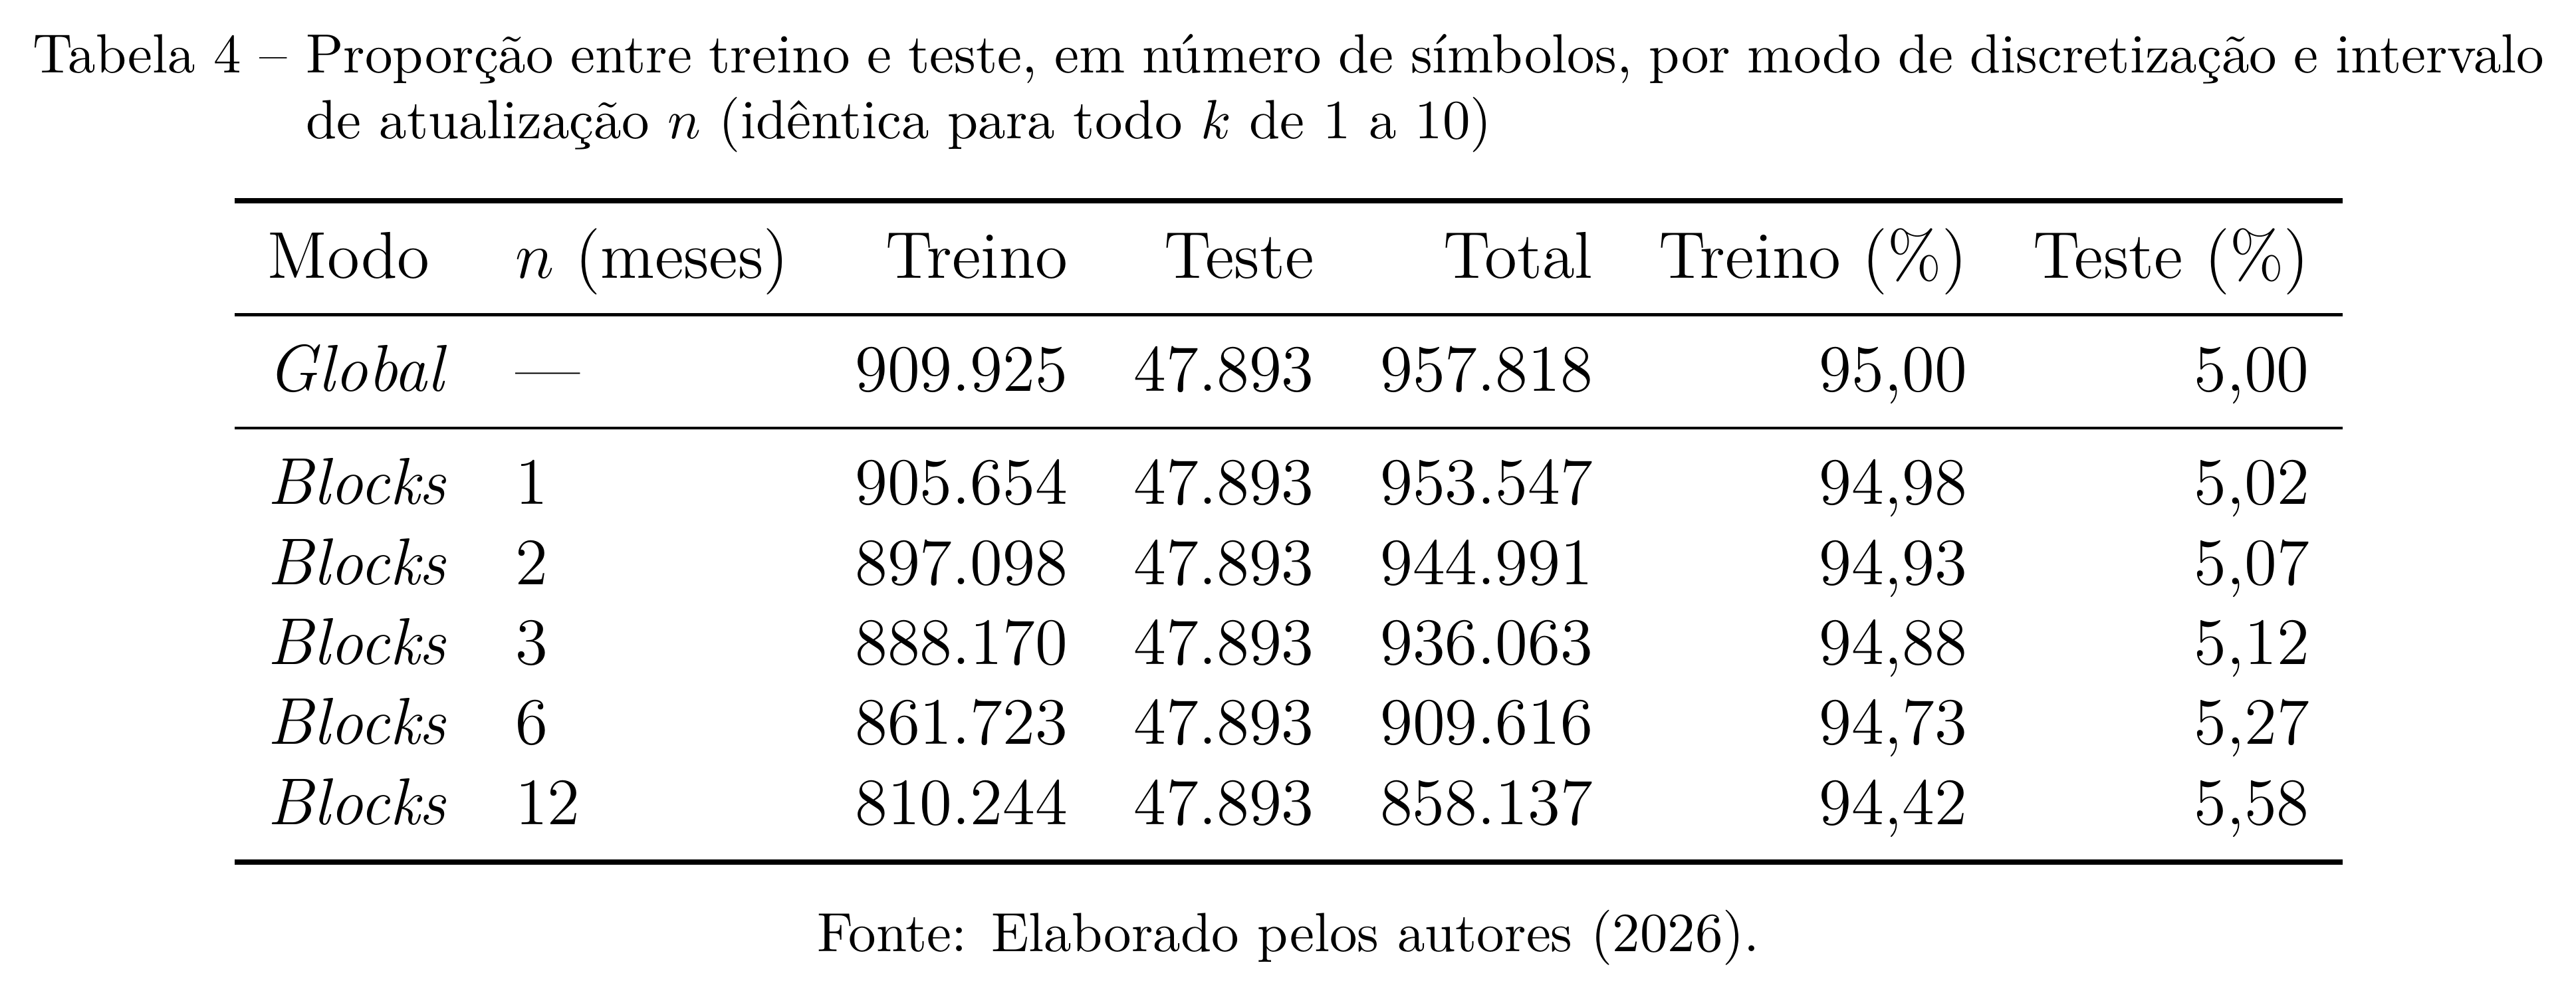 Tabela 4 – Proporção entre treino e teste, em número de símbolos, por modo de discretização e intervalo
de atualização n (idêntica para todo k de 1 a 10)
Modo n (meses) Treino Teste Total Treino (%) Teste (%)
Global — 909.925 47.893 957.818 95,00 5,00
Blocks 1 905.654 47.893 953.547 94,98 5,02
Blocks 2 897.098 47.893 944.991 94,93 5,07
Blocks 3 888.170 47.893 936.063 94,88 5,12
Blocks 6 861.723 47.893 909.616 94,73 5,27
Blocks 12 810.244 47.893 858.137 94,42 5,58
Fonte: Elaborado pelos autores (2026).